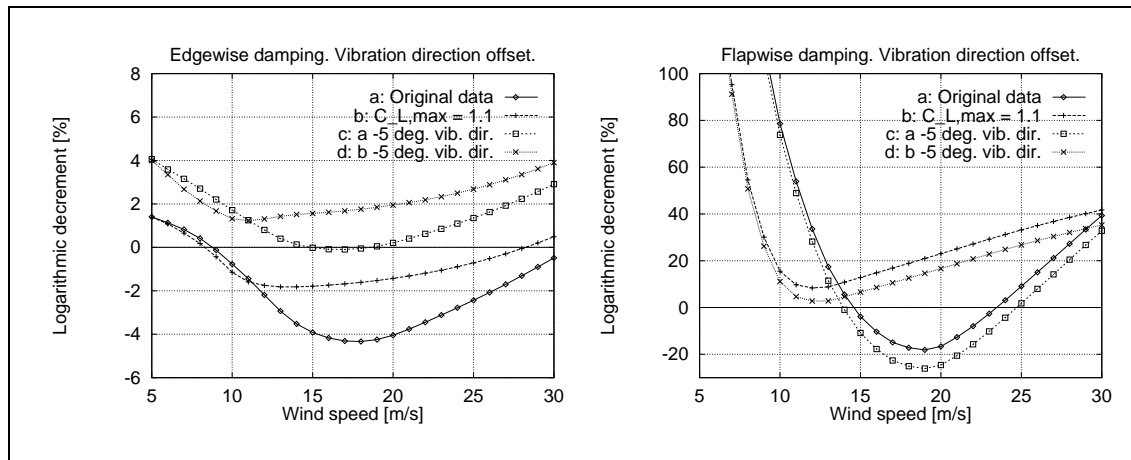 Edgewise damping. Vibration direction offset.
8
6
4
2
0
-2
-4
-6
Logarithmic decrement [%]
a: Original data
b: C_L,max = 1.1
c: a -5 deg. vib. dir.
d: b -5 deg. vib. dir.
5 10 15 20 25 30
Wind speed [m/s]
Flapwise damping. Vibration direction offset.
100
80
60
40
20
0
-20
Logarithmic decrement [%]
a: Original data
b: C_L,max = 1.1
c: a -5 deg. vib. dir.
d: b -5 deg. vib. dir.
5 10 15 20 25 30
Wind speed [m/s]